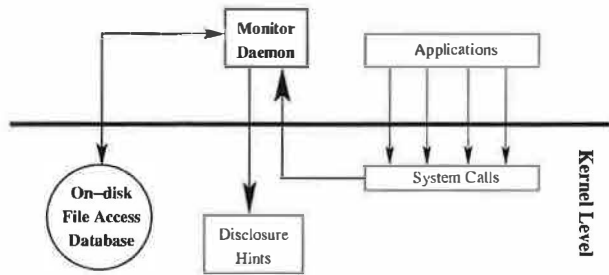 Monitor
Daemon
Applications
On-disk
File Access
Database
Disclosure
Hints
System Calls
Kernel Level